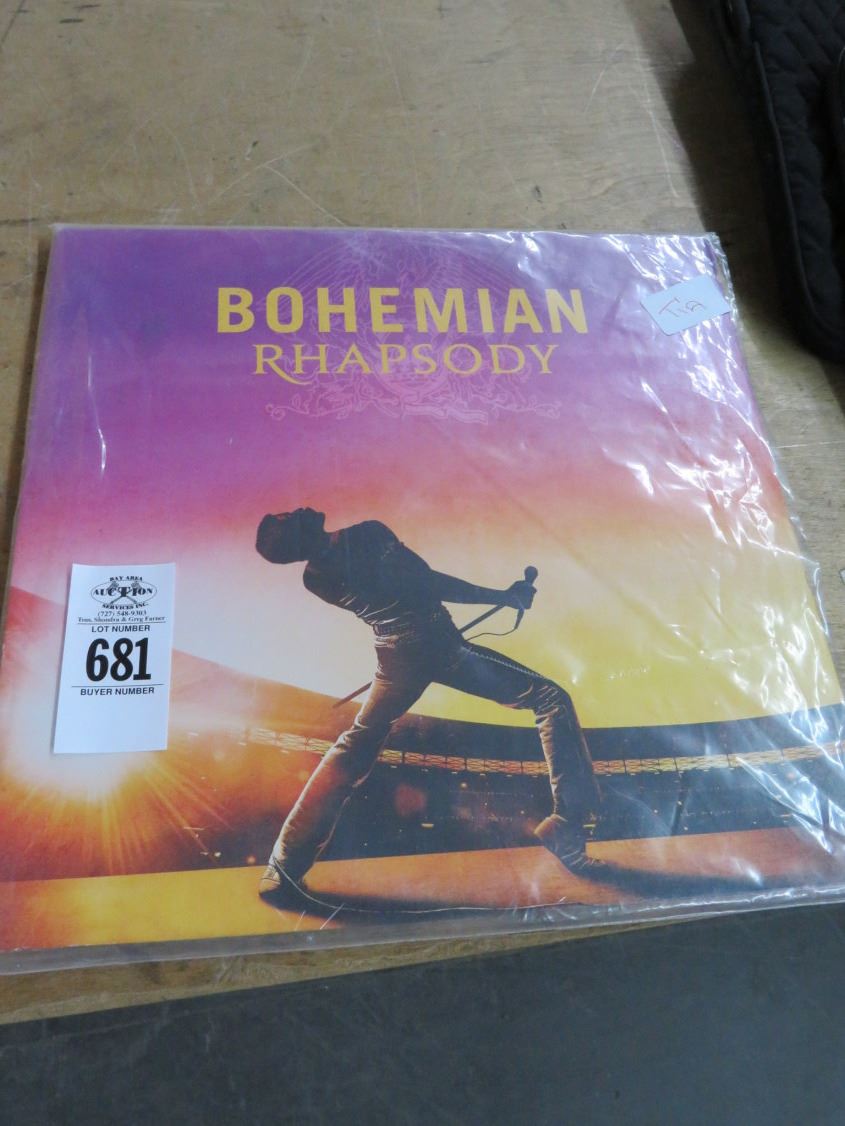 BOHEMIAN
RHAPSODY
Tia
BAY AREA
AUCTION
SERVICES INC.
(727) 548-9303
Tom, Shondra & Greg Farner
LOT NUMBER
681
BUYER NUMBER